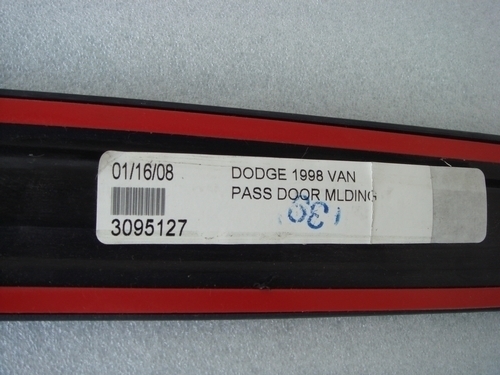 01/16/08
3095127
DODGE 1998 VAN
PASS DOOR MLDING